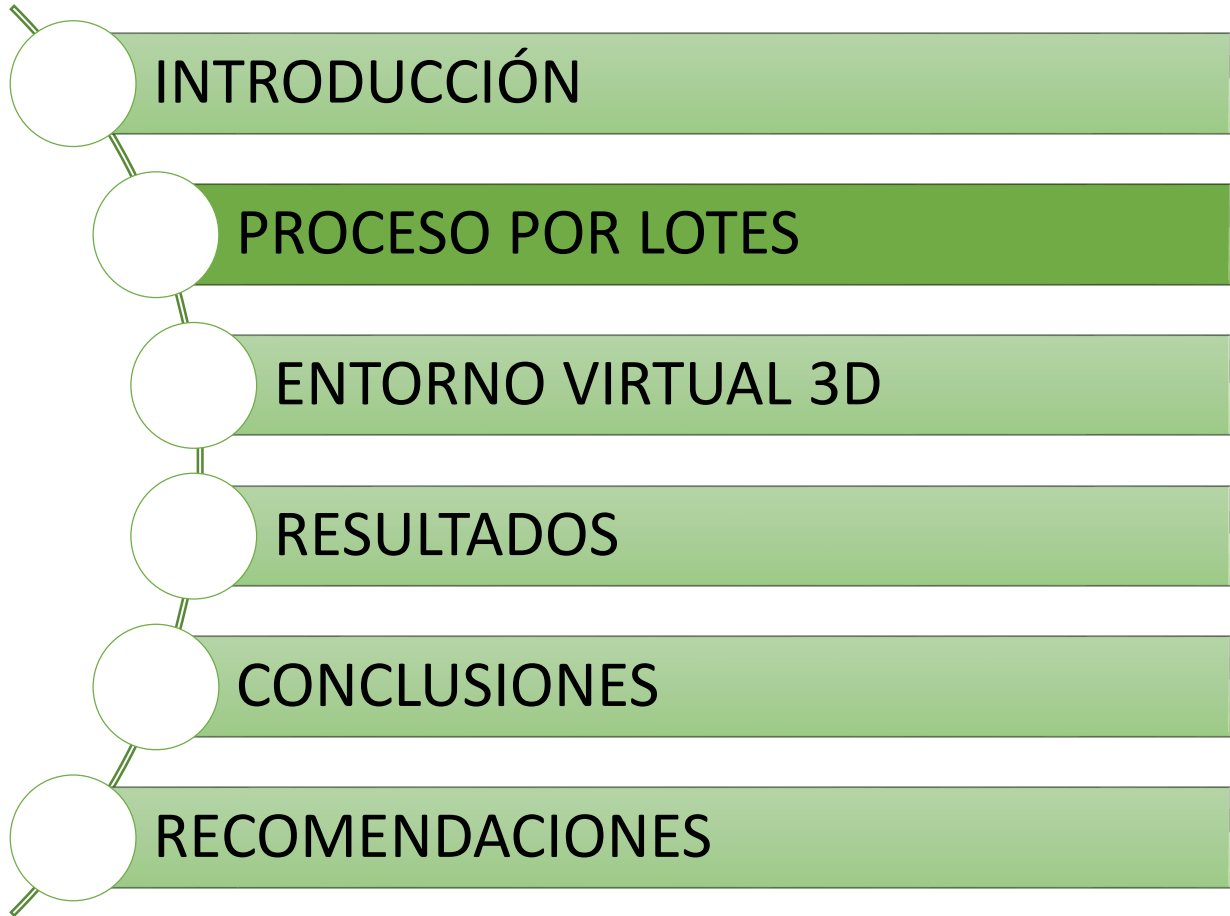 INTRODUCCIÓN
PROCESO POR LOTES
ENTORNO VIRTUAL 3D
RESULTADOS
CONCLUSIONES
RECOMENDACIONES